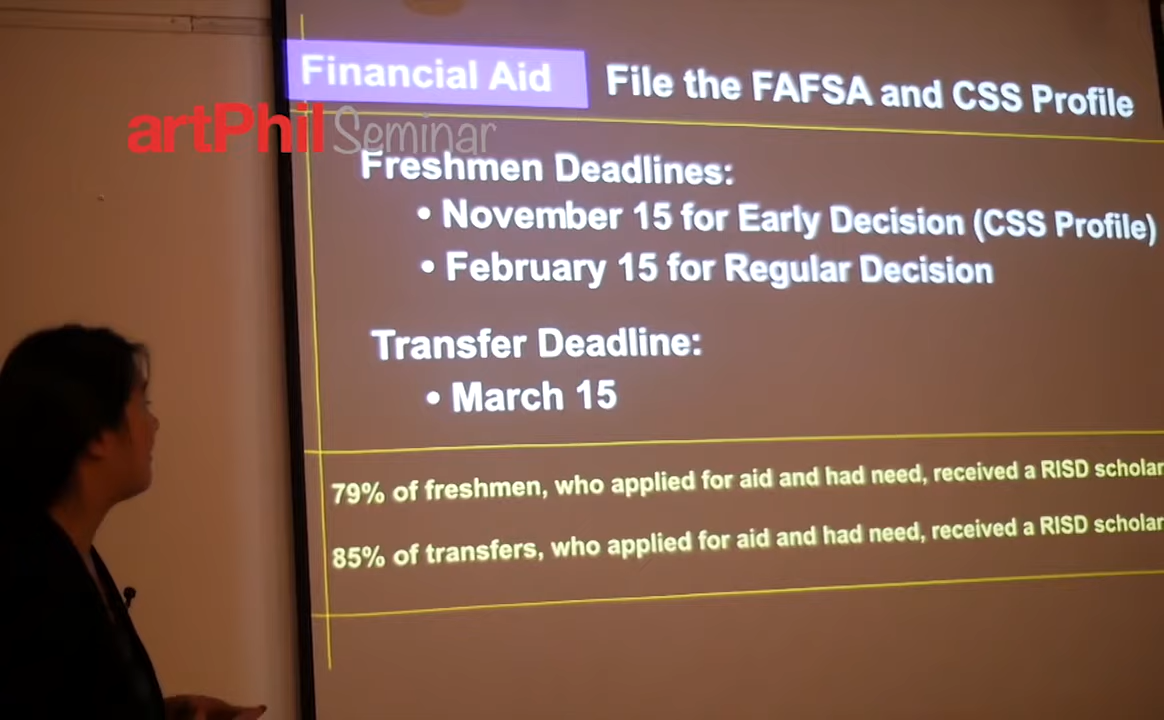 Financial Aid File the FAFSA and CSS Profile
artPhil Seminar
Freshmen Deadlines:
• November 15 for Early Decision (CSS Profile)
• February 15 for Regular Decision
Transfer Deadline:
• March 15
79% of freshmen, who applied for aid and had need, received a RISD
85% of transfers, who applied for aid and had need, received a RISD